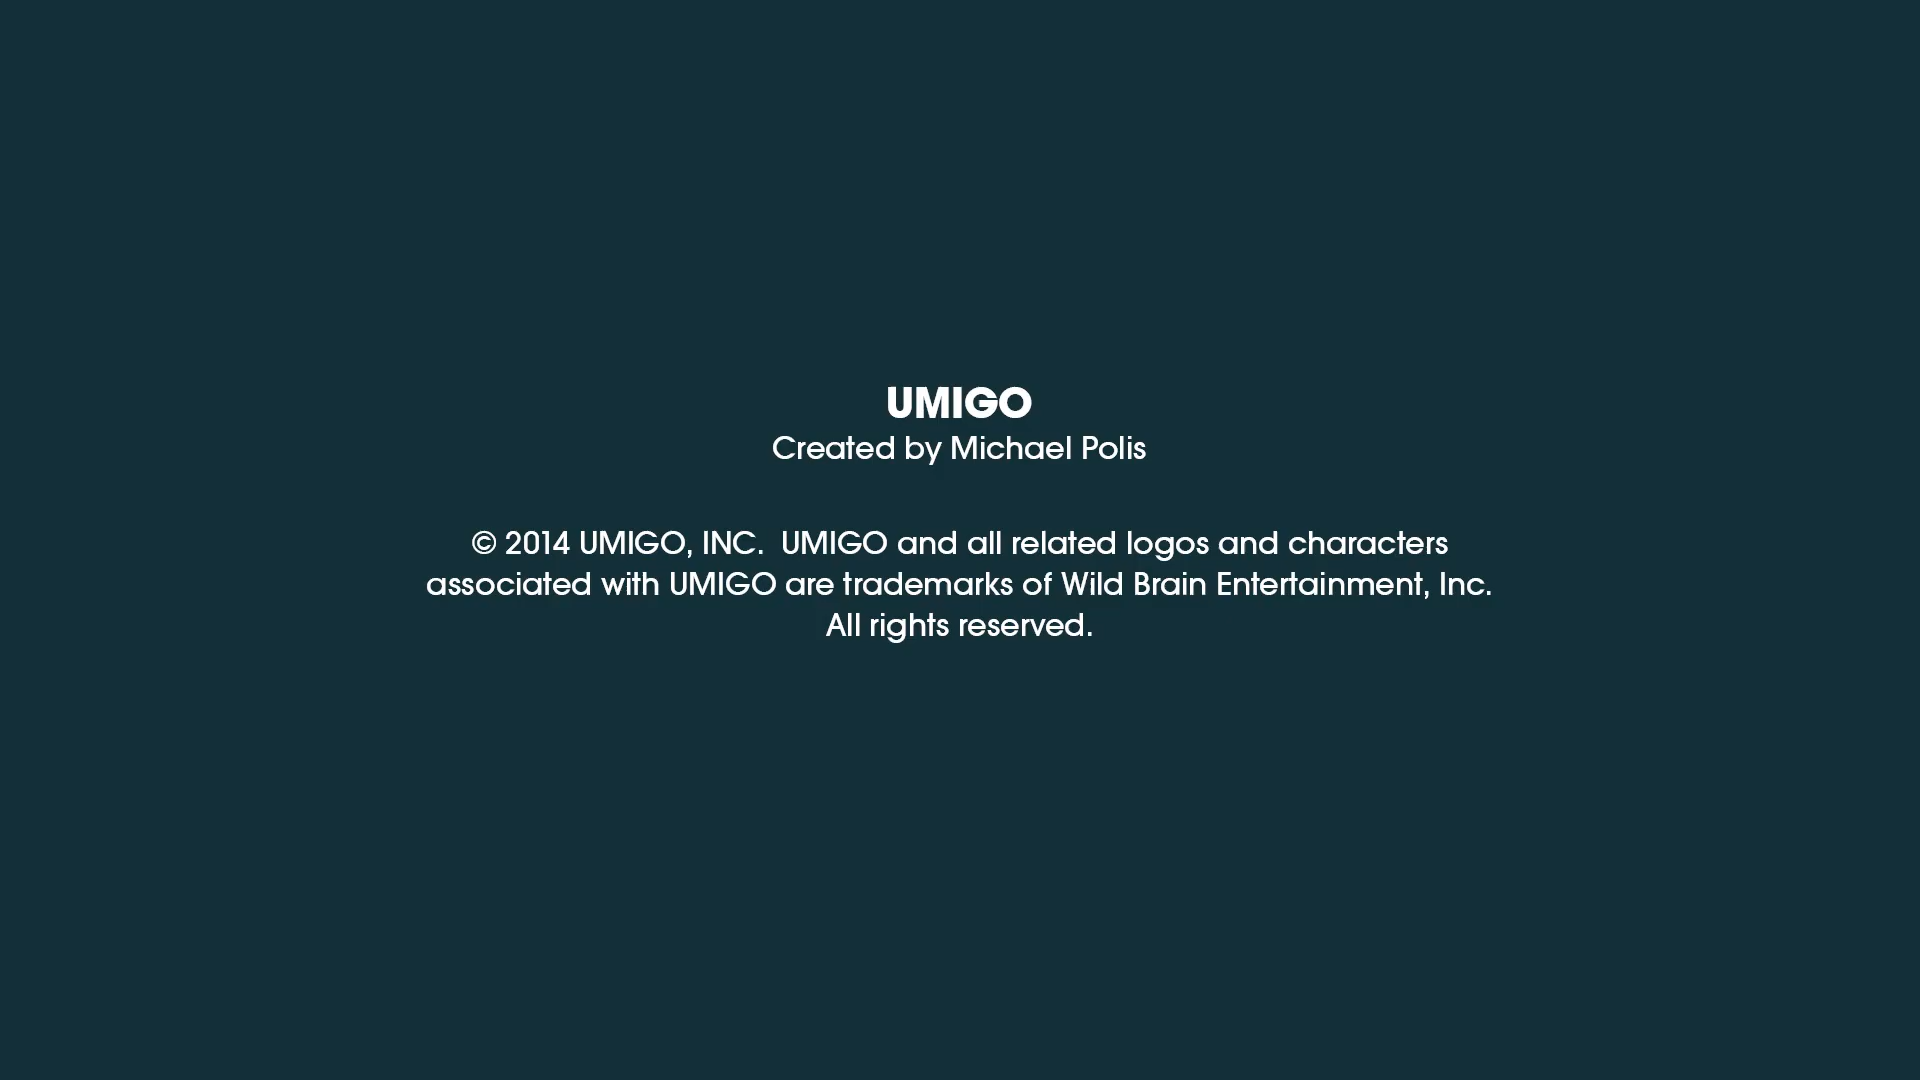 UMIGO
Created by Michael Polis
© 2014 UMIGO, INC.  UMIGO and all related logos and characters
associated with UMIGO are trademarks of Wild Brain Entertainment, Inc.
All rights reserved.